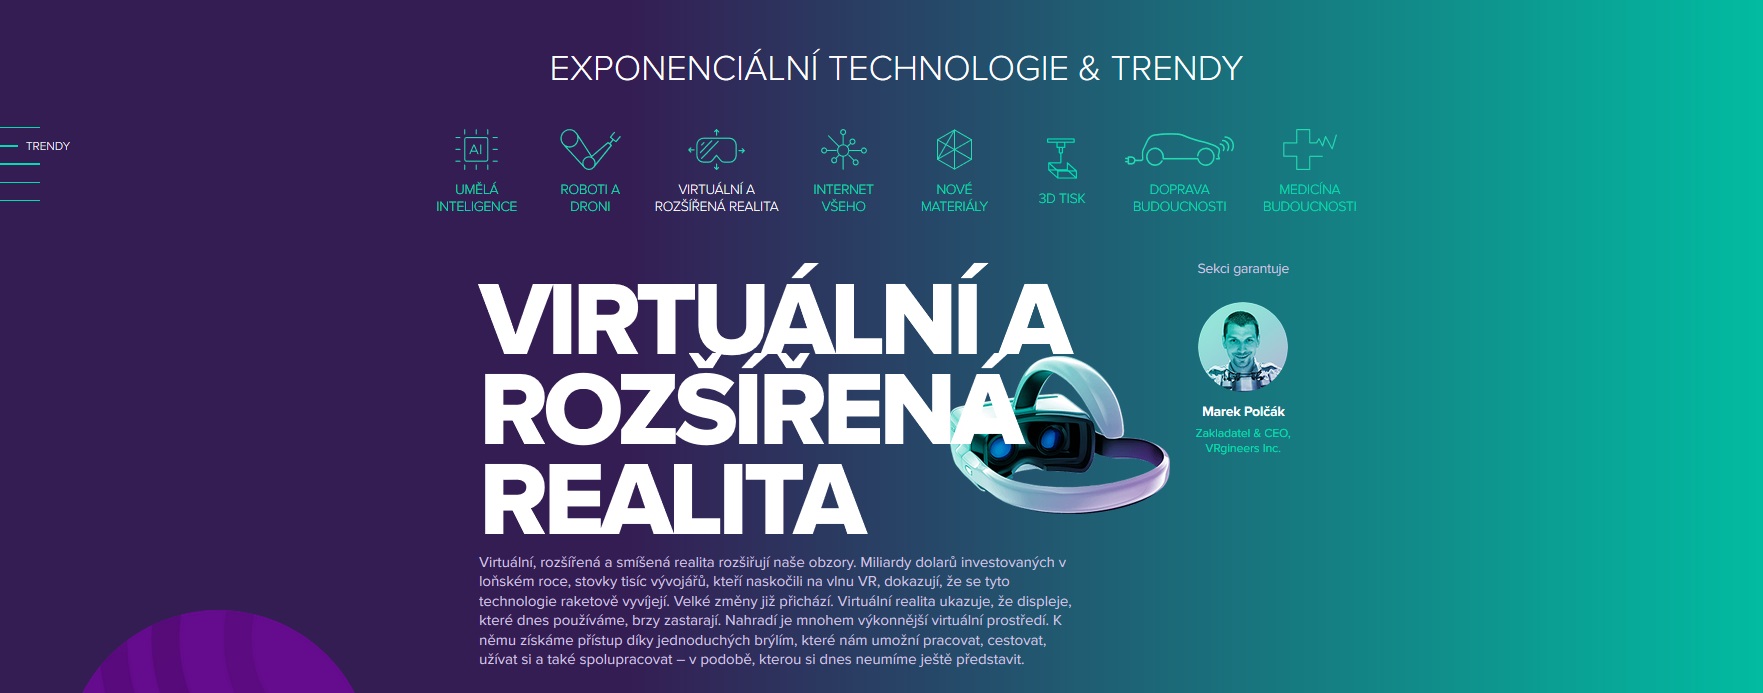 EXPONENCIÁLNÍ TECHNOLOGIE & TRENDY
TRENDY
AI
UMĚLÁ
INTELIGENCE
ROBOTI A
DRONI
VIRTUÁLNÍ A
ROZŠÍŘENÁ REALITA
INTERNET
VŠEHO
NOVÉ
MATERIÁLY
3D TISK
DOPRAVA
BUDOUCNOSTI
MEDICÍNA
BUDOUCNOSTI
VIRTUÁLNÍ A
ROZŠÍŘENÁ
REALITA
Sekci garantuje
Marek Polčák
Zakladatel & CEO,
VRgineers Inc.
Virtuální, rozšířená a smíšená realita rozšiřují naše obzory. Miliardy dolarů investovaných v
loňském roce, stovky tisíc vývojářů, kteří naskočili na vlnu VR, dokazují, že se tyto
technologie raketově vyvíjejí. Velké změny již přichází. Virtuální realita ukazuje, že displeje,
které dnes používáme, brzy zastarají. Nahradí je mnohem výkonnější virtuální prostředí. K
němu získáme přístup díky jednoduchých brýlím, které nám umožní pracovat, cestovat,
užívat si a také spolupracovat – v podobě, kterou si dnes neumíme ještě představit.